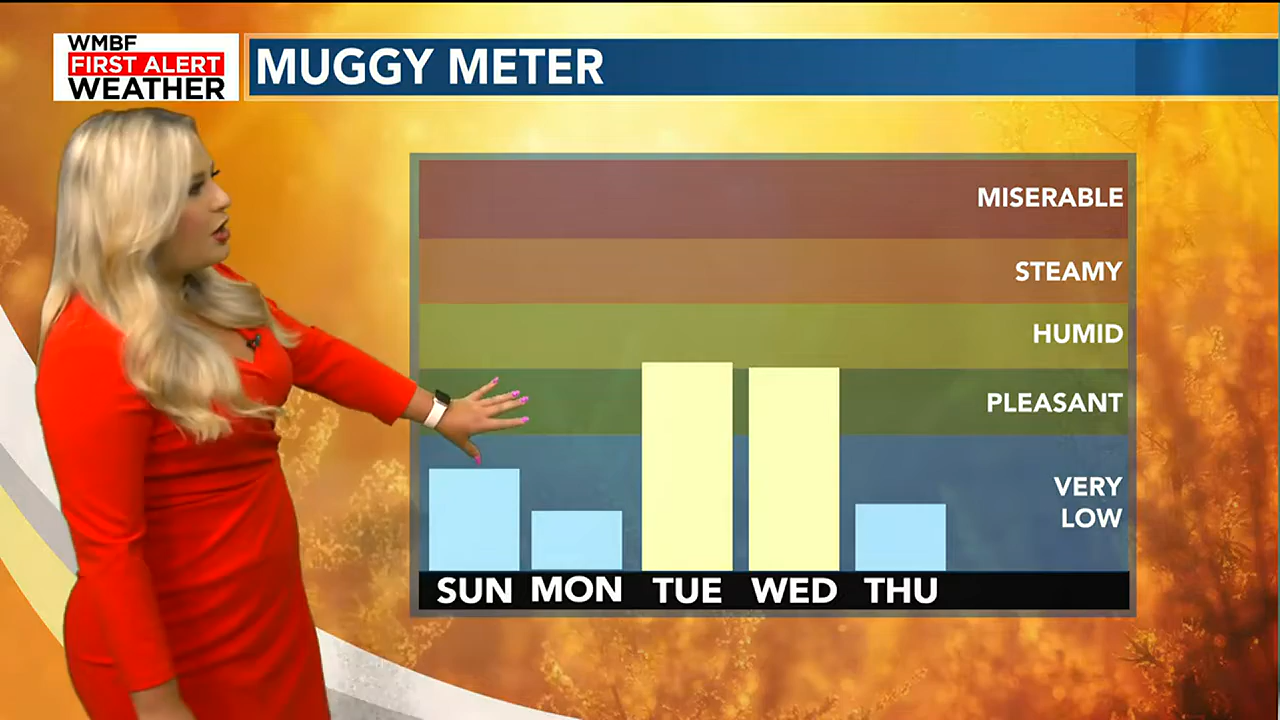 WMBF
FIRST ALERT
WEATHER
MUGGY METER
MISERABLE
STEAMY
HUMID
PLEASANT
VERY
LOW
SUN MON TUE WED THU